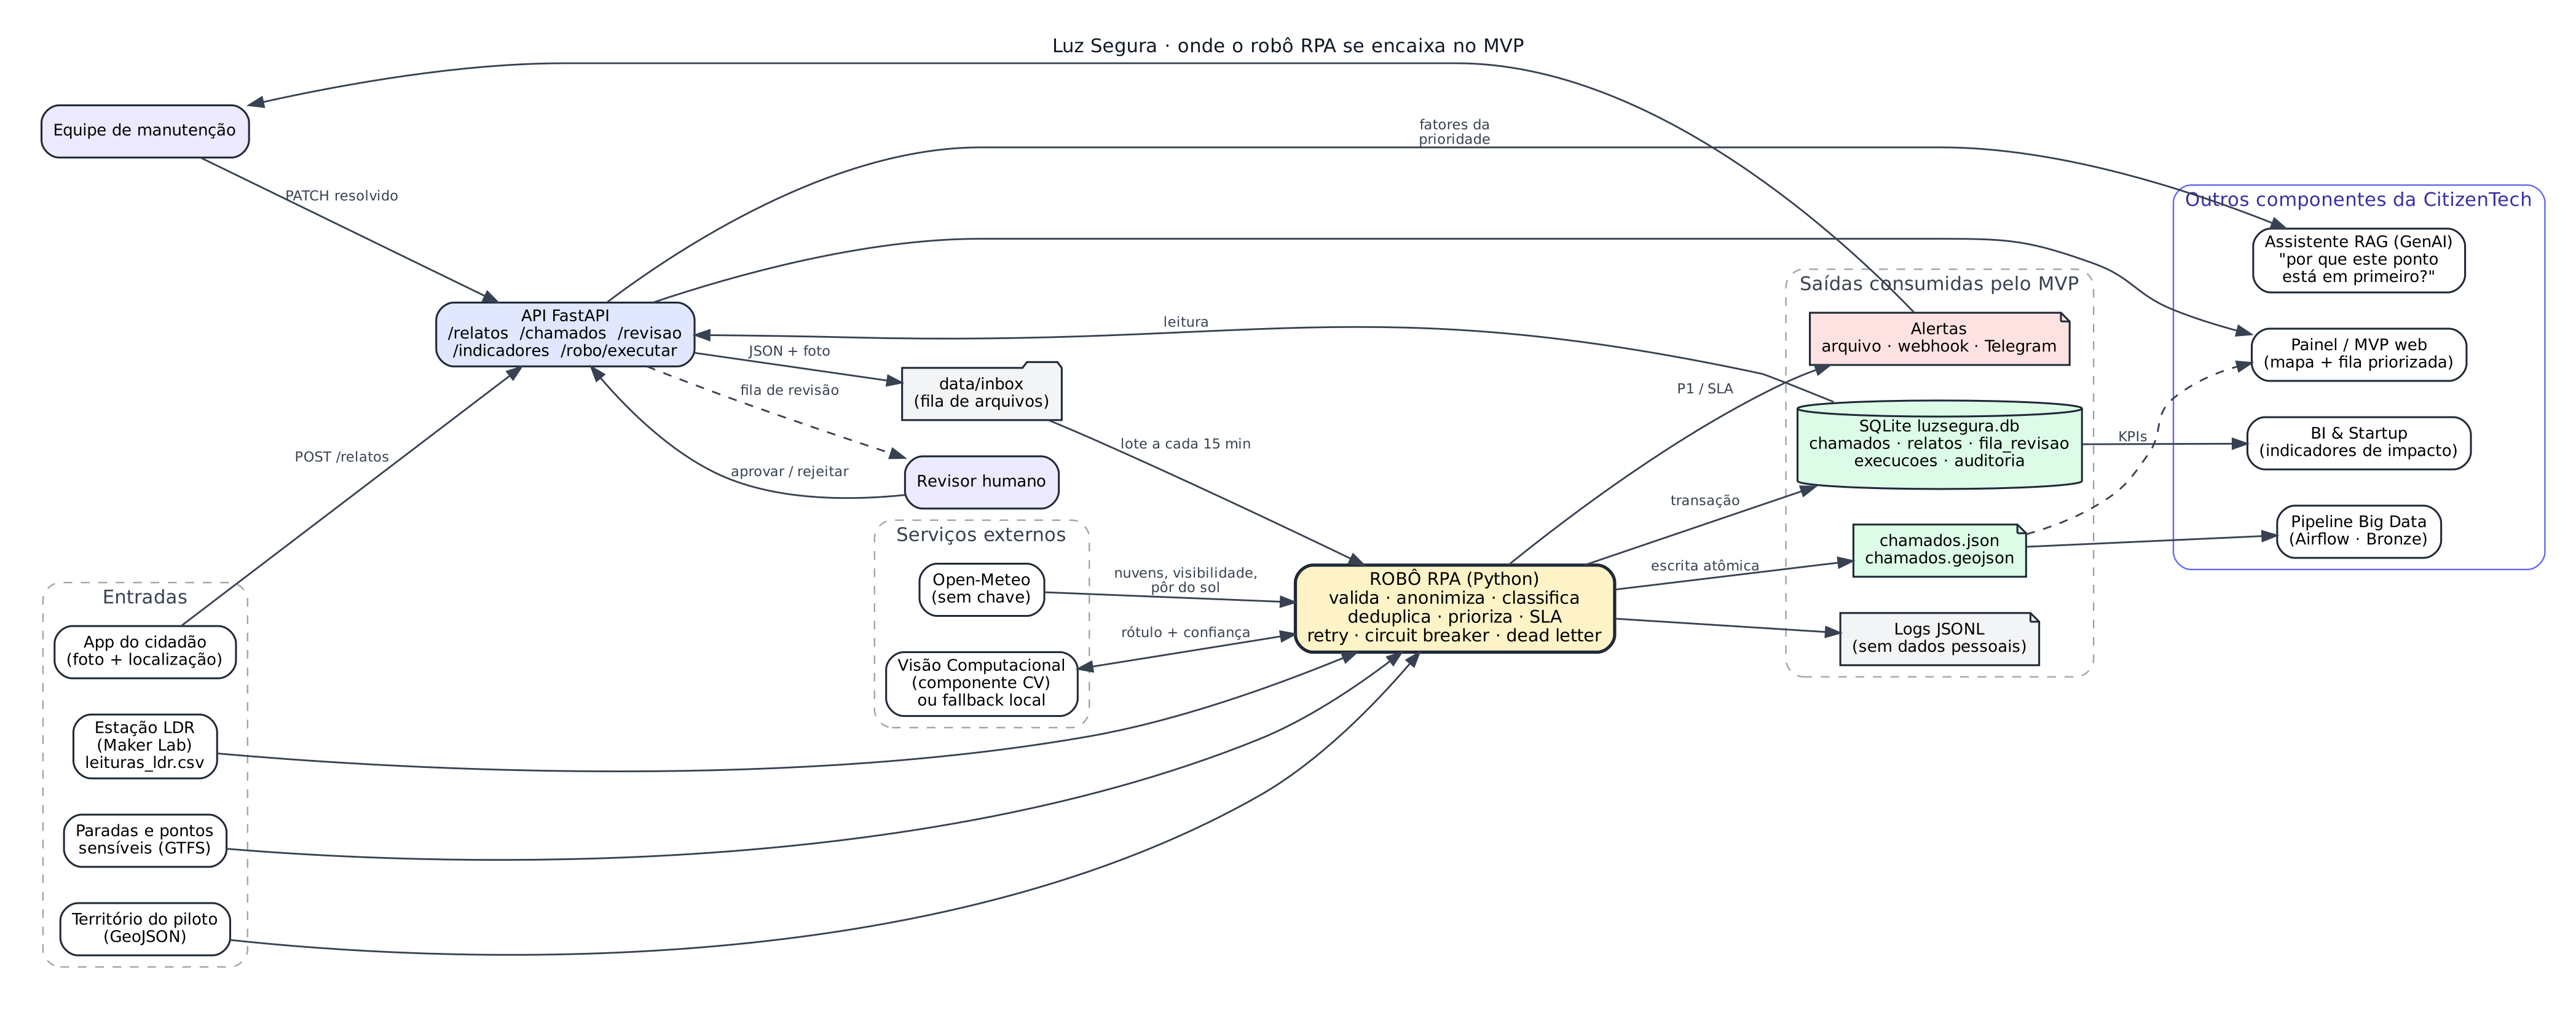 Luz Segura · onde o robô RPA se encaixa no MVP
Equipe de manutenção
PATCH resolvido
fatores da
prioridade
Outros componentes da CitizenTech
Assistente RAG (GenAI)
"por que este ponto
está em primeiro?"
Painel / MVP web
(mapa + fila priorizada)
BI & Startup
(indicadores de impacto)
Pipeline Big Data
(Airflow · Bronze)
API FastAPI
/relatos  /chamados  /revisao
/indicadores  /robo/executar
leitura
JSON + foto
fila de revisão
aprovar / rejeitar
POST /relatos
data/inbox
(fila de arquivos)
Revisor humano
lote a cada 15 min
Saídas consumidas pelo MVP
Alertas
arquivo · webhook · Telegram
P1 / SLA
SQLite luzsegura.db
chamados · relatos · fila_revisao
execucoes · auditoria
KPIs
transação
chamados.json
chamados.geojson
escrita atômica
Logs JSONL
(sem dados pessoais)
Serviços externos
Open-Meteo
(sem chave)
nuvens, visibilidade,
pôr do sol
Visão Computacional
(componente CV)
ou fallback local
rótulo + confiança
ROBÔ RPA (Python)
valida · anonimiza · classifica
deduplica · prioriza · SLA
retry · circuit breaker · dead letter
Entradas
App do cidadão
(foto + localização)
Estação LDR
(Maker Lab)
leituras_ldr.csv
Paradas e pontos
sensíveis (GTFS)
Território do piloto
(GeoJSON)